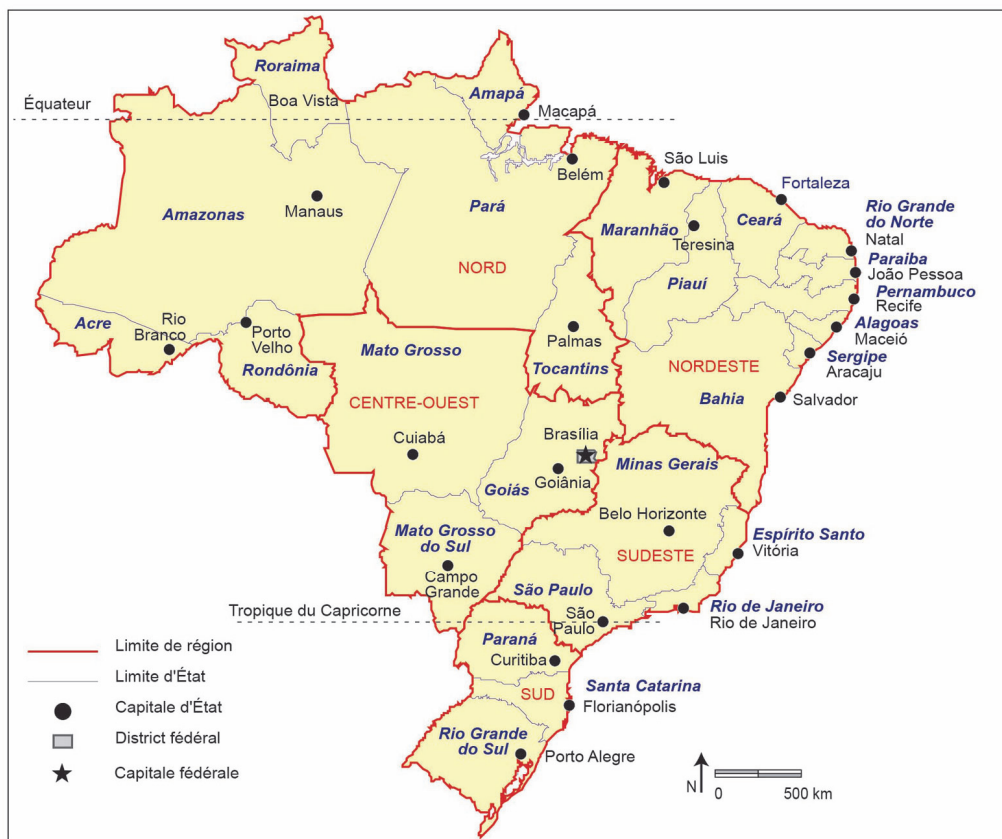 Roraima
Boa Vista
Équateur
Amapá
Macapá
Belém
São Luis
Fortaleza
Amazonas
Manaus
Pará
Maranhão
Teresina
Ceará
Rio Grande
do Norte
Natal
Paraiba
João Pessoa
Pernambuco
Recife
Alagoas
Maceió
Sergipe
Aracaju
NORD
Piauí
Acre
Rio
Branco
Porto
Velho
Rondônia
Mato Grosso
Palmas
Tocantins
NORDESTE
Bahia
Salvador
CENTRE-OUEST
Cuiabá
Brasília
Goiânia
Goiás
Minas Gerais
Belo Horizonte
SUDESTE
Espírito Santo
Vitória
Mato Grosso
do Sul
Campo
Grande
São Paulo
São
Paulo
Rio de Janeiro
Rio de Janeiro
Tropique du Capricorne
Paraná
Curitiba
SUD
Santa Catarina
Florianópolis
Rio Grande
do Sul
Porto Alegre
Limite de région
Limite d'État
Capitale d'État
District fédéral
Capitale fédérale
N
0 500 km